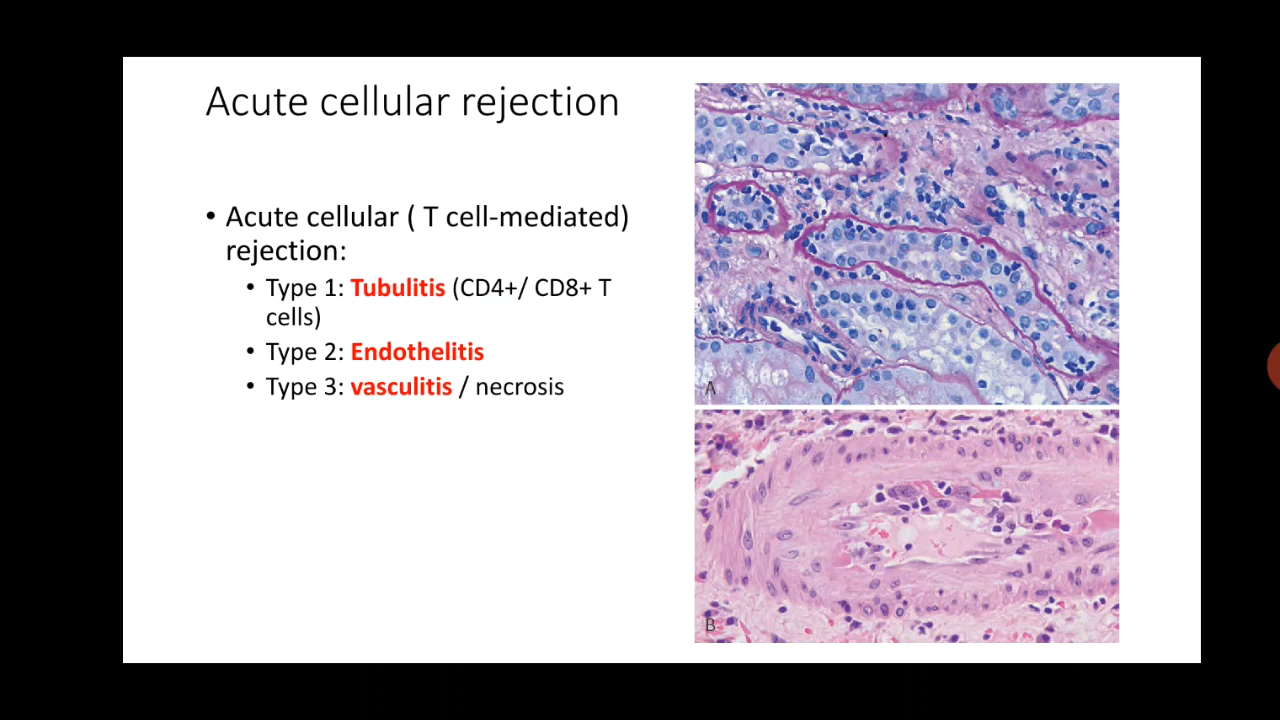 Acute cellular rejection
• Acute cellular ( T cell-mediated)
rejection:
• Type 1: Tubulitis (CD4+/ CD8+ T
cells)
• Type 2: Endothelitis
• Type 3: vasculitis / necrosis
A
B